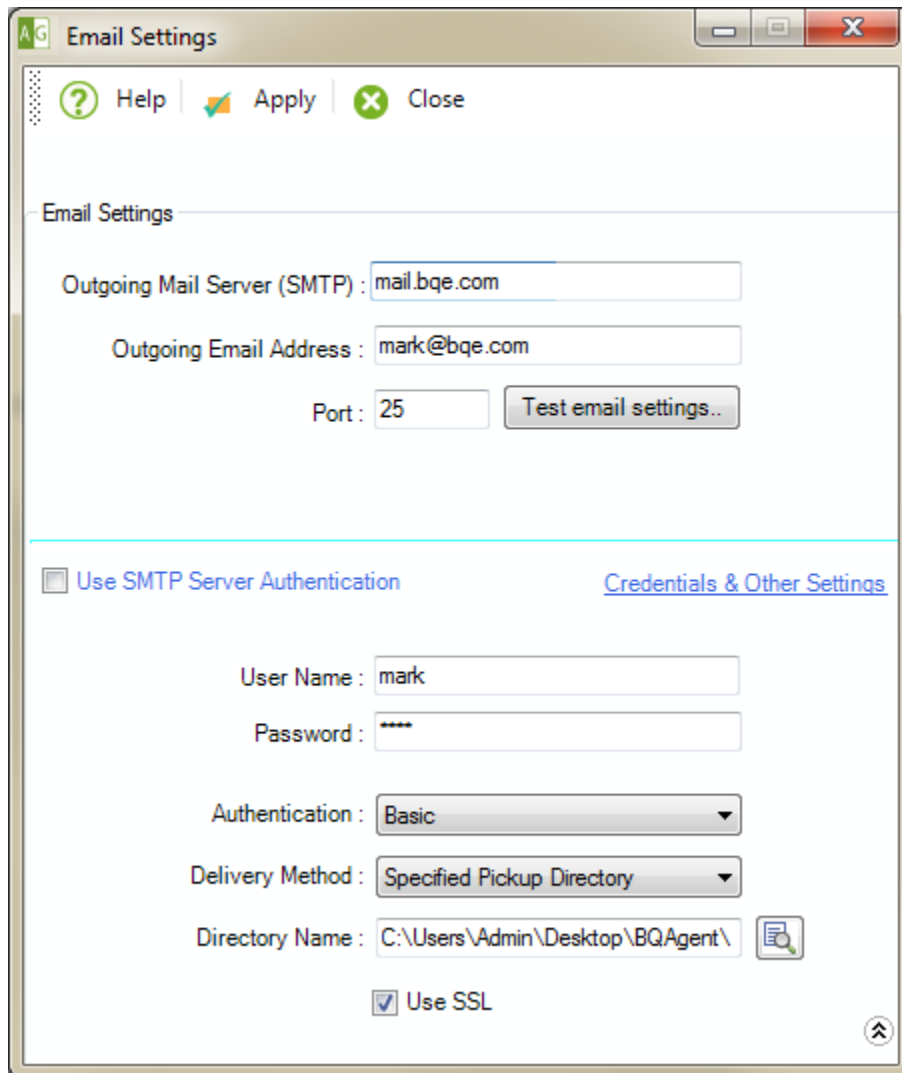 AG Email Settings
Help Apply Close
Email Settings
Outgoing Mail Server (SMTP) : mail.bqe.com
Outgoing Email Address : mark@bqe.com
Port : 25 Test email settings..
Use SMTP Server Authentication Credentials & Other Settings
User Name : mark
Password : ****
Authentication : Basic
Delivery Method : Specified Pickup Directory
Directory Name : C:\Users\Admin\Desktop\BQAgent\
Use SSL